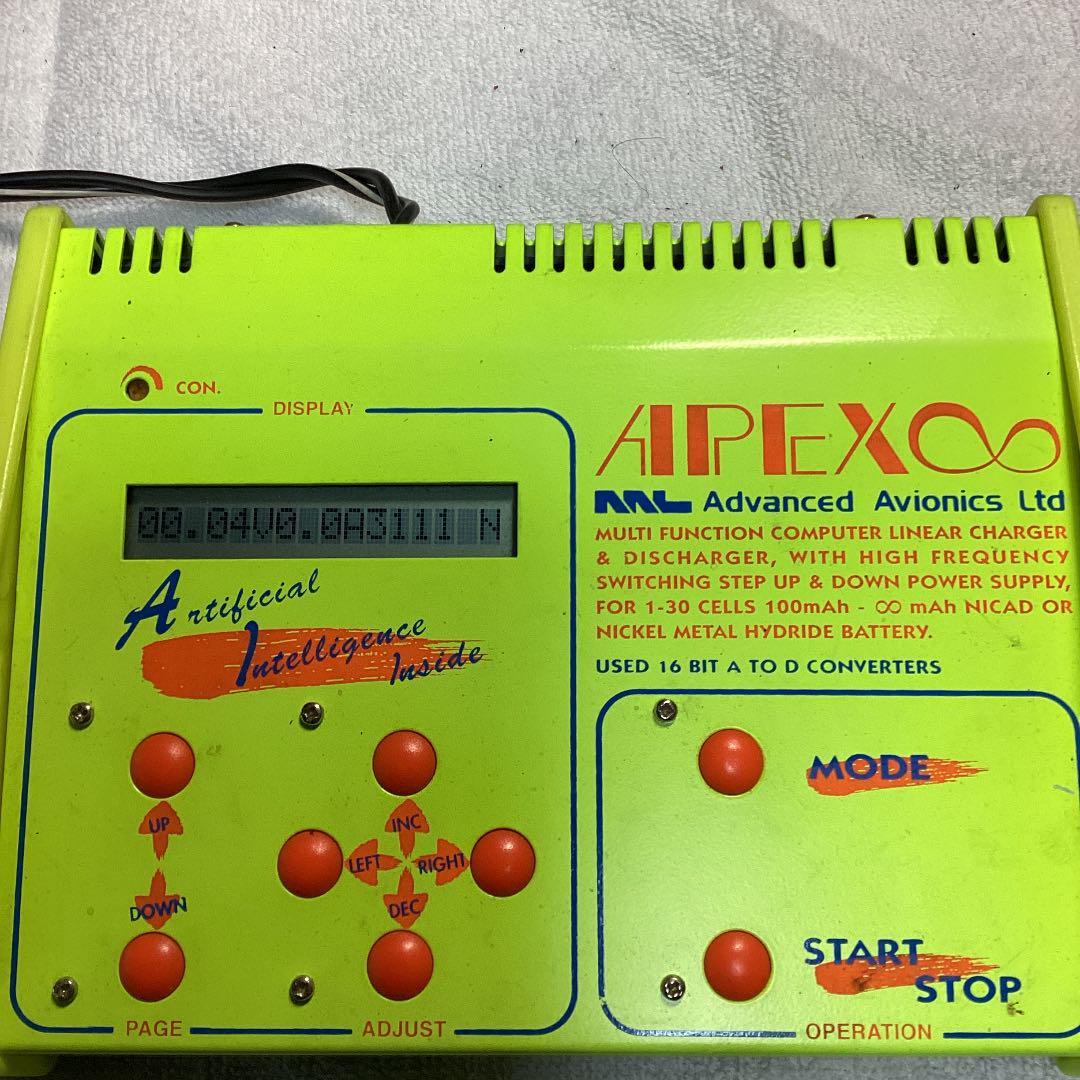 CON.
DISPLAY
00.04V0.0A3111 N
Artificial
Intelligence
Inside
UP
DOWN
INC
LEFT
RIGHT
DEC
PAGE
ADJUST
APEX∞
AAL Advanced Avionics Ltd
MULTI FUNCTION COMPUTER LINEAR CHARGER
& DISCHARGER, WITH HIGH FREQUENCY
SWITCHING STEP UP & DOWN POWER SUPPLY,
FOR 1-30 CELLS 100mAh - ∞ mAh NICAD OR
NICKEL METAL HYDRIDE BATTERY.
USED 16 BIT A TO D CONVERTERS
MODE
START
STOP
OPERATION